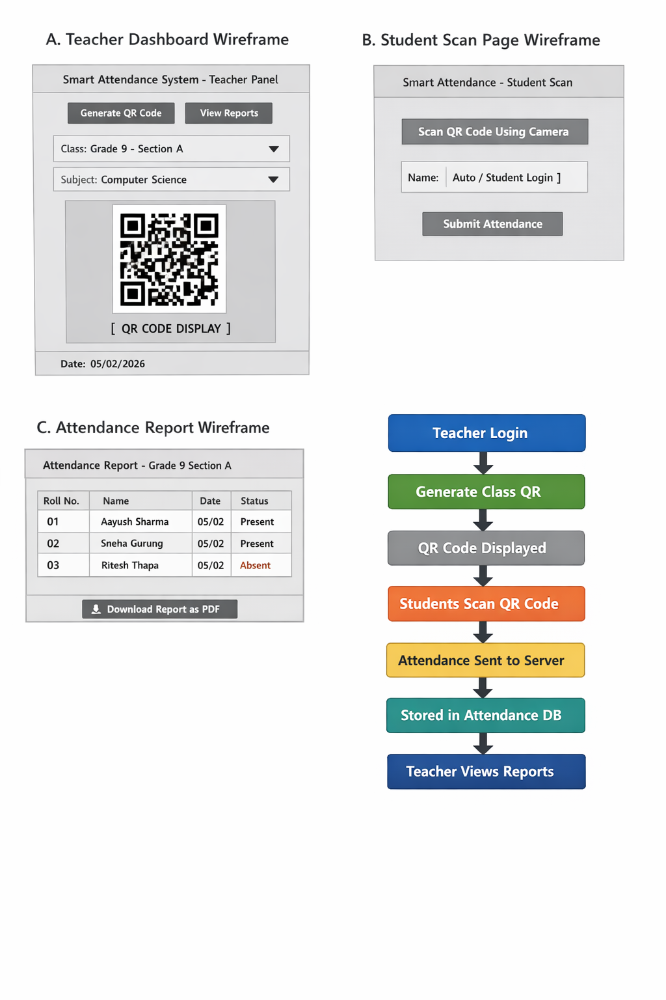 A. Teacher Dashboard Wireframe
Smart Attendance System - Teacher Panel
Generate QR Code
View Reports
Class: Grade 9 - Section A
Subject: Computer Science
[ QR CODE DISPLAY ]
Date: 05/02/2026
B. Student Scan Page Wireframe
Smart Attendance - Student Scan
Scan QR Code Using Camera
Name: Auto / Student Login ]
Submit Attendance
C. Attendance Report Wireframe
Attendance Report - Grade 9 Section A
Roll No. Name Date Status
01 Aayush Sharma 05/02 Present
02 Sneha Gurung 05/02 Present
03 Ritesh Thapa 05/02 Absent
Download Report as PDF
Teacher Login
Generate Class QR
QR Code Displayed
Students Scan QR Code
Attendance Sent to Server
Stored in Attendance DB
Teacher Views Reports